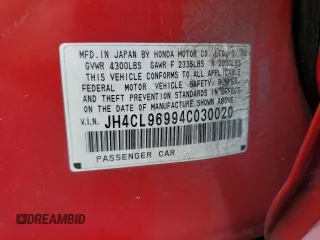 MFD. IN JAPAN BY HONDA MOTOR CO., LTD.
GVWR 4300LBS GAWR F 2335LBS R 2000LBS
THIS VEHICLE CONFORMS TO ALL APPLICABLE
FEDERAL MOTOR VEHICLE SAFETY, BUMPER,
AND THEFT PREVENTION STANDARDS IN EFFECT
ON THE DATE OF MANUFACTURE SHOWN ABOVE.
V.I.N. JH4CL96994C030020
PASSENGER CAR
© DREAMBID